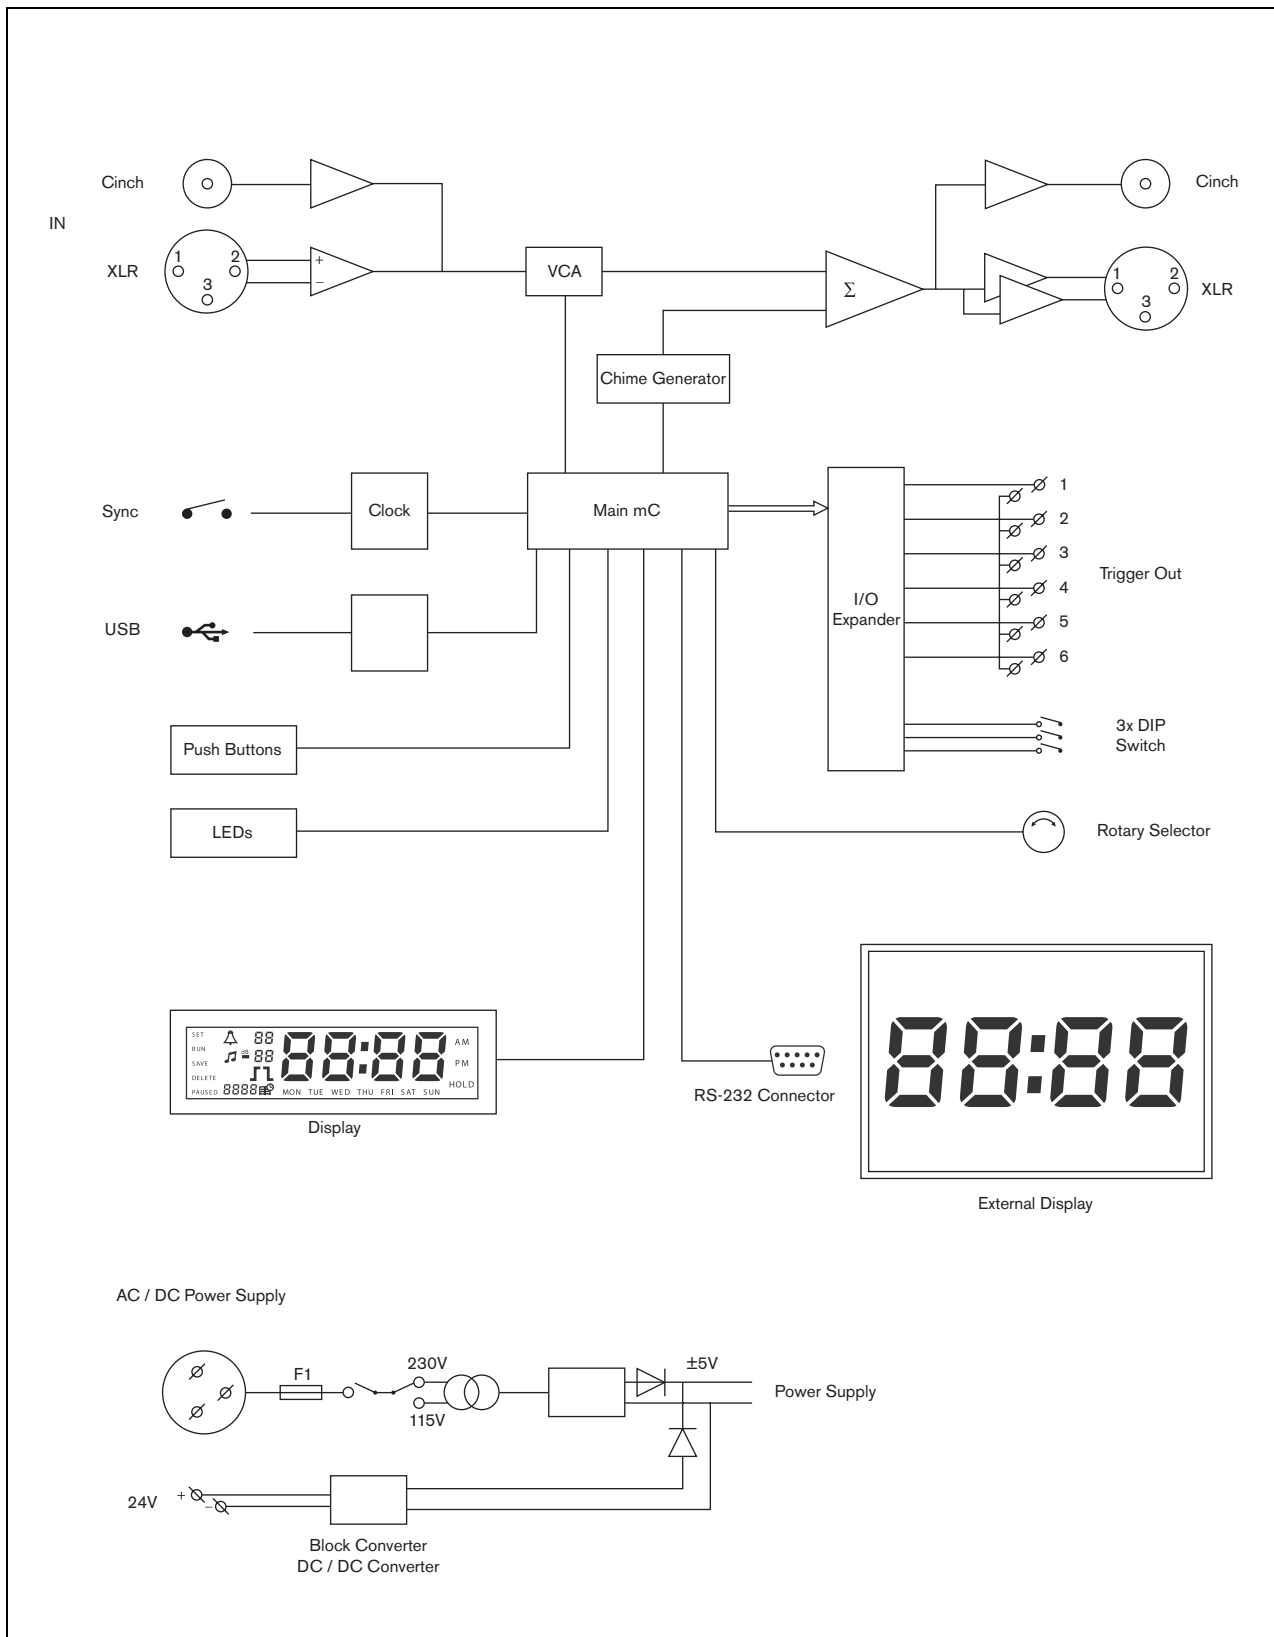 Cinch
Cinch
IN
XLR
1 2
3
+
−
VCA
Σ
1 2
3
XLR
Chime Generator
Sync
Clock
Main mC
I/O
Expander
1
2
3
4
5
6
Trigger Out
USB
Push Buttons
3x DIP
Switch
LEDs
Rotary Selector
SET
RUN
SAVE
DELETE
PAUSED
88
dB
-88
8888
88:88
MON TUE WED THU FRI SAT SUN
AM
PM
HOLD
Display
RS-232 Connector
88:88
External Display
AC / DC Power Supply
F1
230V
115V
±5V
Power Supply
24V
+
−
Block Converter
DC / DC Converter